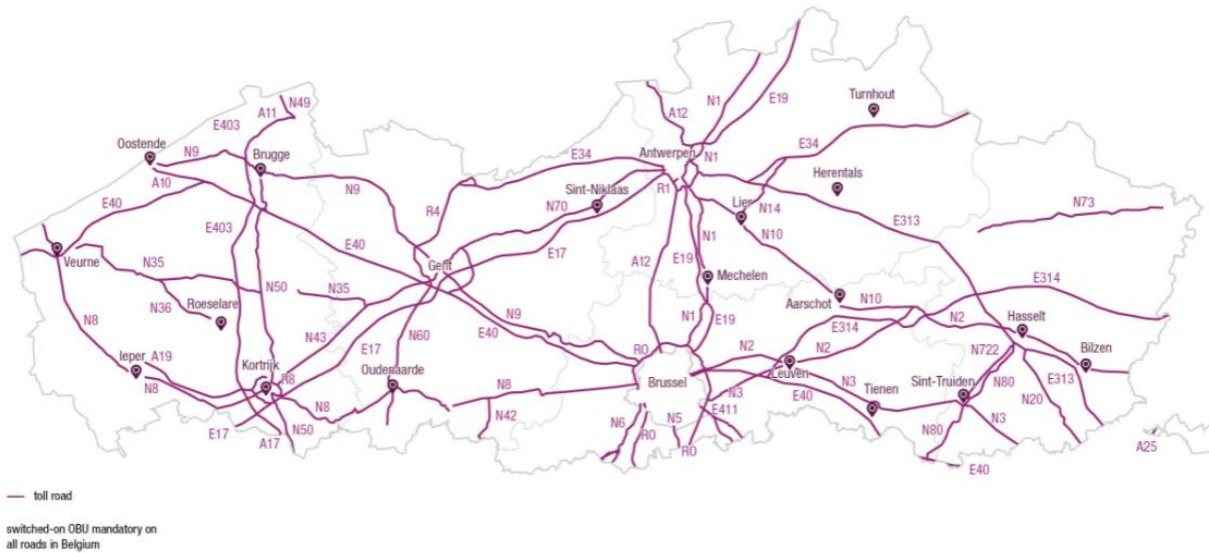 N49
A11
E403
Oostende
N9
Brugge
A10
E40
N9
E403
R4
E34
Sint-Niklaas
N70
E17
E40
Gent
A12
N1
E19
Antwerpen
N1
R1
Turnhout
E34
Herentals
Lier
N14
N10
E313
N73
Veurne
N35
N36
Roeselare
N50
N35
N8
Ieper
A19
N8
Kortrijk
R8
N43
E17
N60
Oudenaarde
N9
E40
A12
E19
N1
Mechelen
N1
E19
R0
Brussel
N8
N8
N42
E17
A17
N50
N6
R0
N5
R0
E411
N3
N2
Leuven
E314
N2
N3
E40
Tienen
Aarschot
N10
N2
E314
Hasselt
N722
Bilzen
Sint-Truiden
N80
N20
E313
N3
N80
E40
A25
toll road
switched-on OBU mandatory on
all roads in Belgium